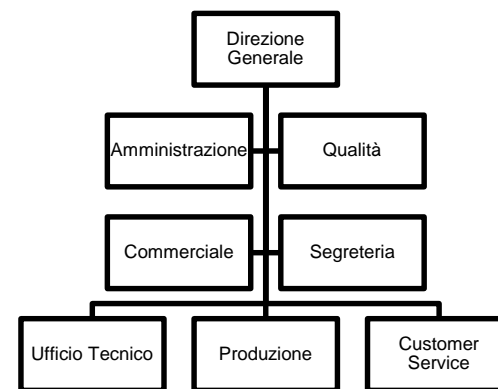 Direzione
Generale
Amministrazione
Qualità
Commerciale
Segreteria
Ufficio Tecnico
Produzione
Customer
Service